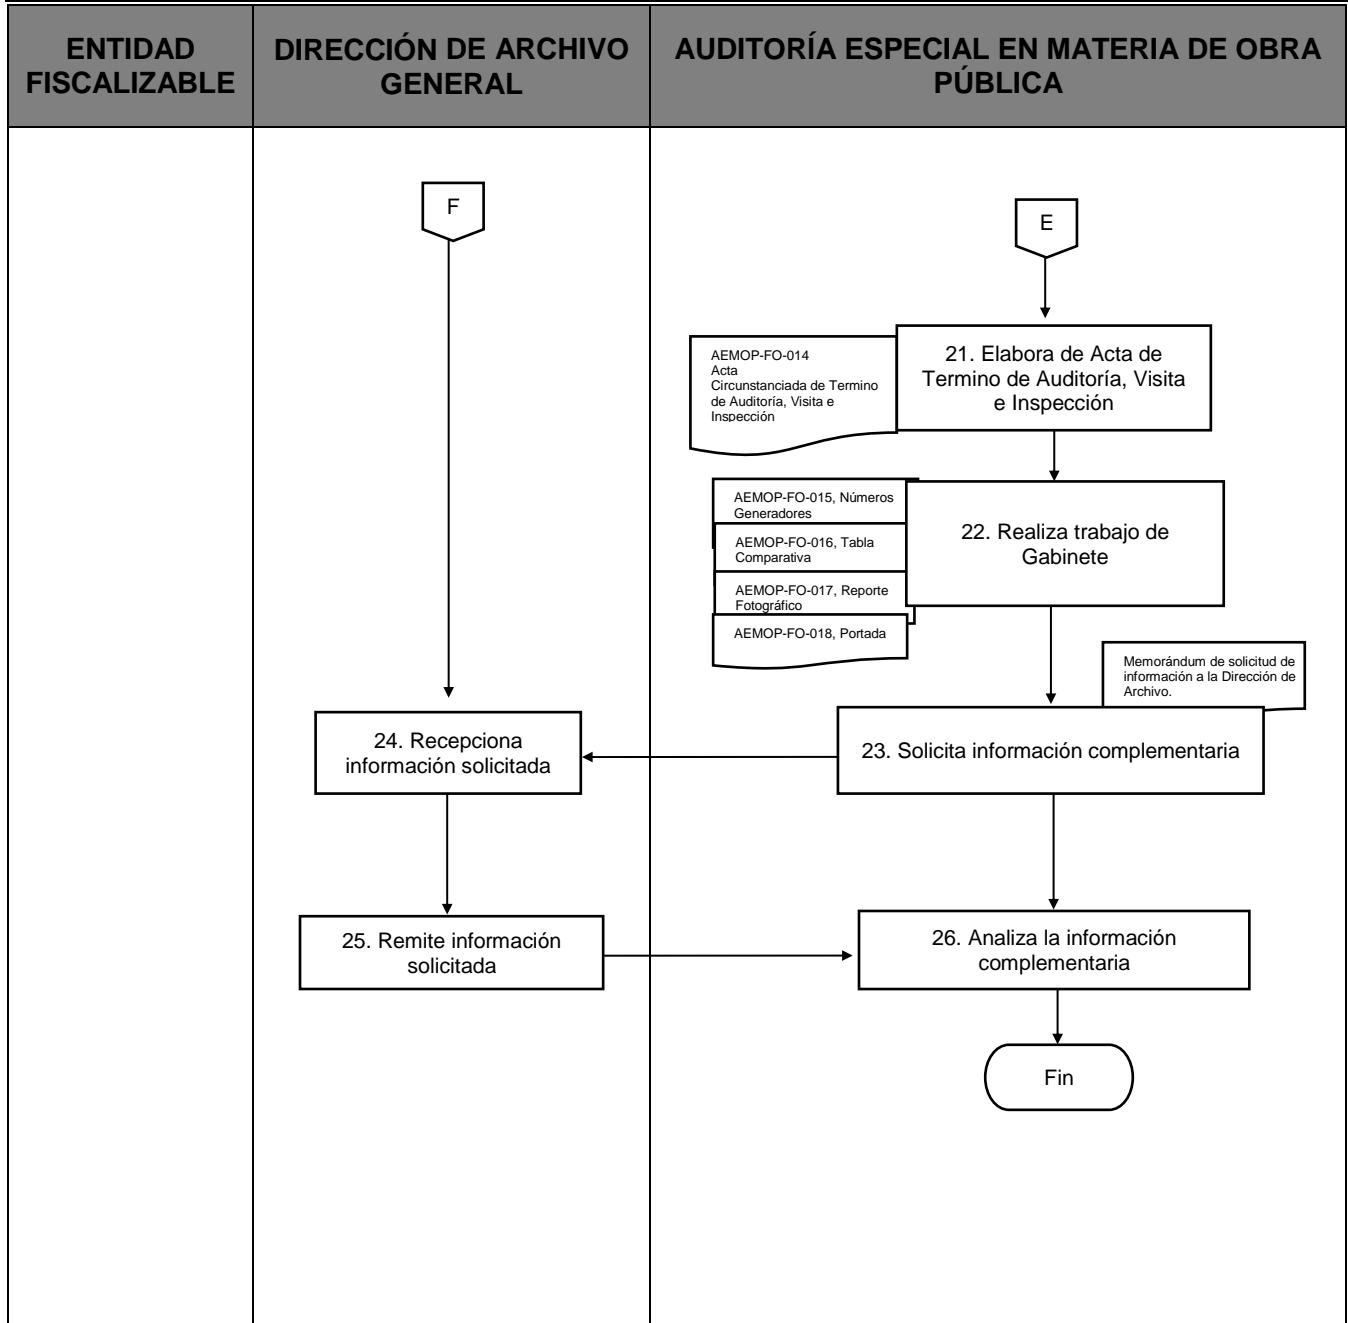 ENTIDAD
FISCALIZABLE
DIRECCIÓN DE ARCHIVO
GENERAL
AUDITORÍA ESPECIAL EN MATERIA DE OBRA
PÚBLICA
F
E
AEMOP-FO-014
Acta
Circunstanciada de Termino
de Auditoría, Visita e
Inspección
21. Elabora de Acta de
Termino de Auditoría, Visita
e Inspección
AEMOP-FO-015, Números
Generadores
AEMOP-FO-016, Tabla
Comparativa
AEMOP-FO-017, Reporte
Fotográfico
AEMOP-FO-018, Portada
22. Realiza trabajo de
Gabinete
Memorándum de solicitud de
información a la Dirección de
Archivo.
24. Recepciona
información solicitada
23. Solicita información complementaria
25. Remite información
solicitada
26. Analiza la información
complementaria
Fin